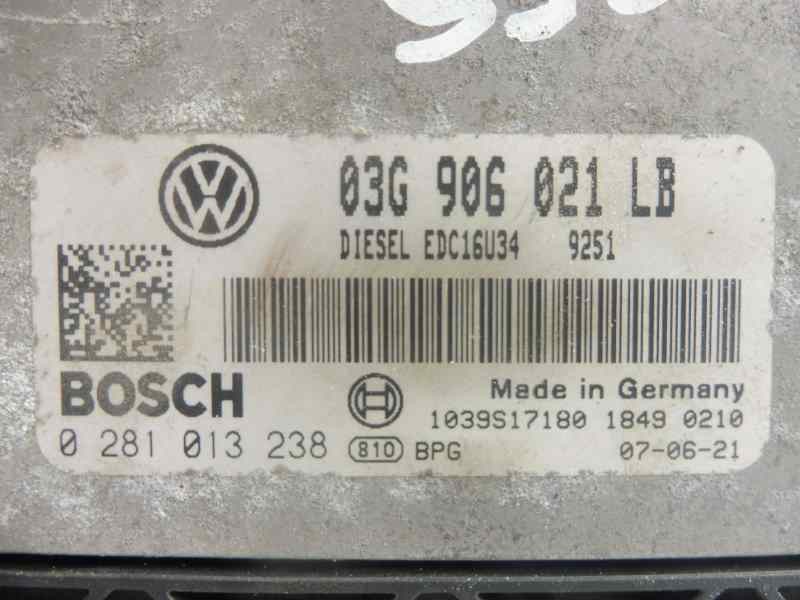 03G 906 021 LB
DIESEL EDC16U34 9251
BOSCH
Made in Germany
1039S17180 1849 0210
0 281 013 238 810 BPG 07-06-21